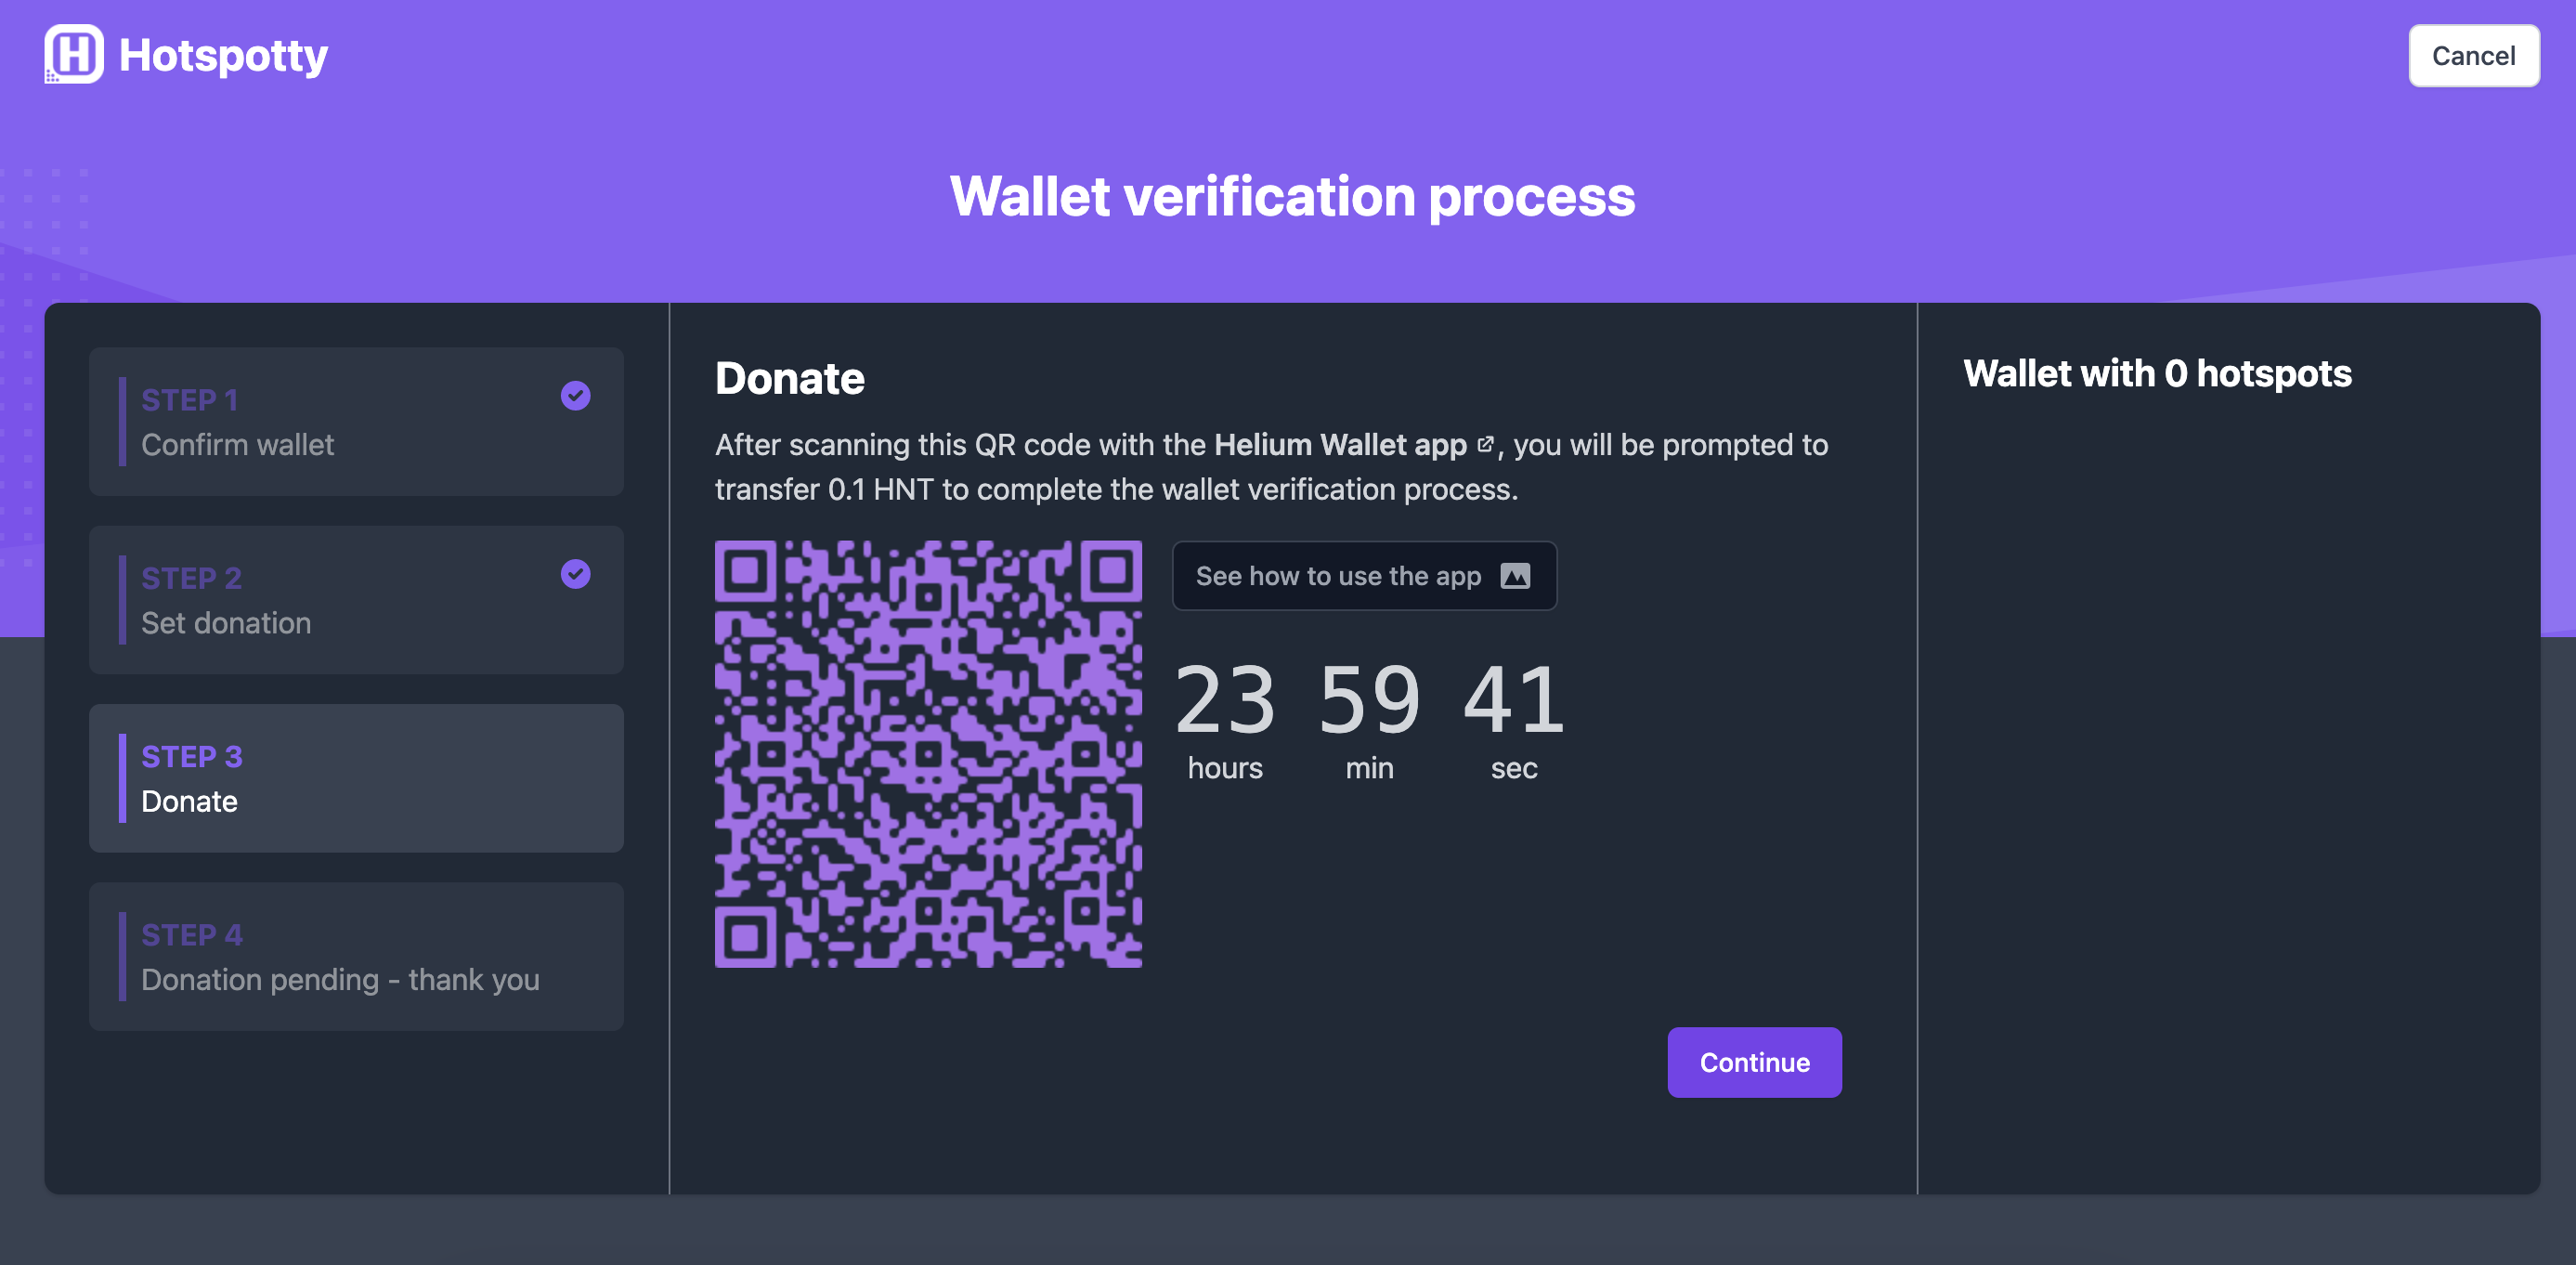 Hotspotty
Cancel
Wallet verification process
STEP 1
Confirm wallet
STEP 2
Set donation
STEP 3
Donate
STEP 4
Donation pending - thank you
Donate
After scanning this QR code with the Helium Wallet app, you will be prompted to
transfer 0.1 HNT to complete the wallet verification process.
See how to use the app
23 59 41
hours min sec
Continue
Wallet with 0 hotspots